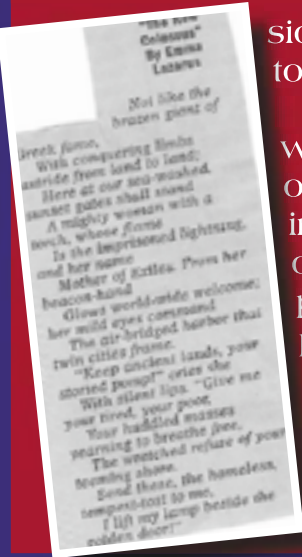 "The New
Colossus"
By Emma
Lazarus
Not like the
brazen giant of
Greek fame,
With conquering limbs
astride from land to land;
Here at our sea-washed,
sunset gates shall stand
A mighty woman with a
torch, whose flame
Is the imprisoned lightning,
and her name
Mother of Exiles. From her
beacon-hand
Glows world-wide welcome;
her mild eyes command
The air-bridged harbor that
twin cities frame.
"Keep ancient lands, your
storied pomp!" cries she
With silent lips. "Give me
your tired, your poor,
Your huddled masses
yearning to breathe free,
The wretched refuse of your
teeming shore.
Send these, the homeless,
tempest-tost to me,
I lift my lamp beside the
golden door!"
sio
to
w
o
in